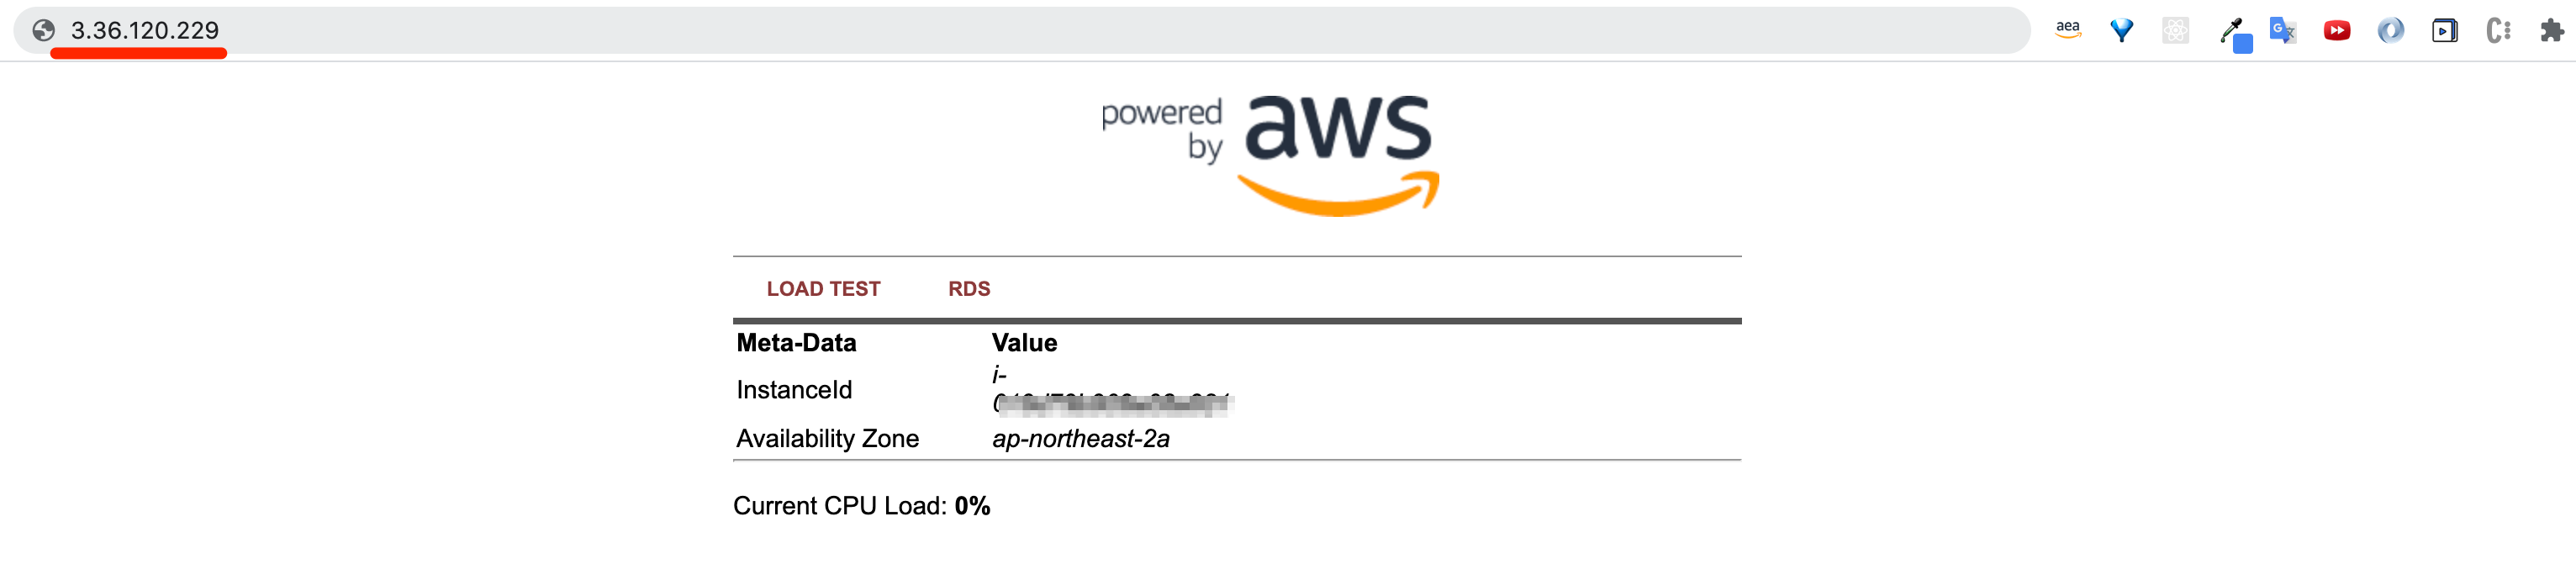 3.36.120.229
aea
powered
by
aws
LOAD TEST RDS
Meta-Data Value
InstanceId i-
Availability Zone ap-northeast-2a
Current CPU Load: 0%